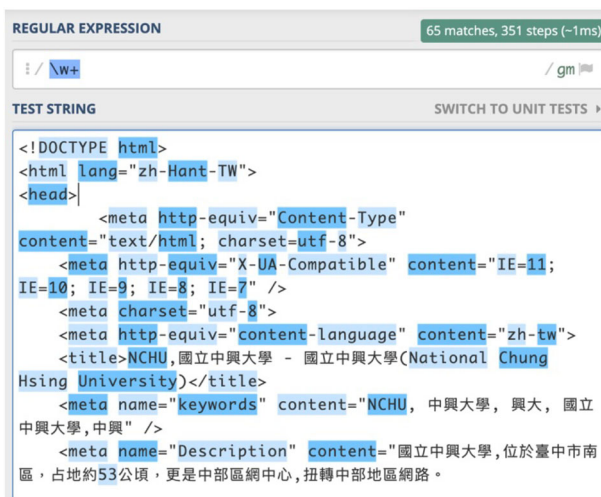 REGULAR EXPRESSION
65 matches, 351 steps (~1ms)
/ \w+ / gm
TEST STRING
SWITCH TO UNIT TESTS
<!DOCTYPE html>
<html lang="zh-Hant-TW">
<head>
<meta http-equiv="Content-Type"
content="text/html; charset=utf-8">
<meta http-equiv="X-UA-Compatible" content="IE=11;
IE=10; IE=9; IE=8; IE=7" />
<meta charset="utf-8">
<meta http-equiv="content-language" content="zh-tw">
<title>NCHU,國立中興大學 - 國立中興大學(National Chung
Hsing University)</title>
<meta name="keywords" content="NCHU, 中興大學, 興大, 國立
中興大學,中興" />
<meta name="Description" content="國立中興大學,位於臺中市南
區，占地約53公頃，更是中部區網中心,扭轉中部地區網路。